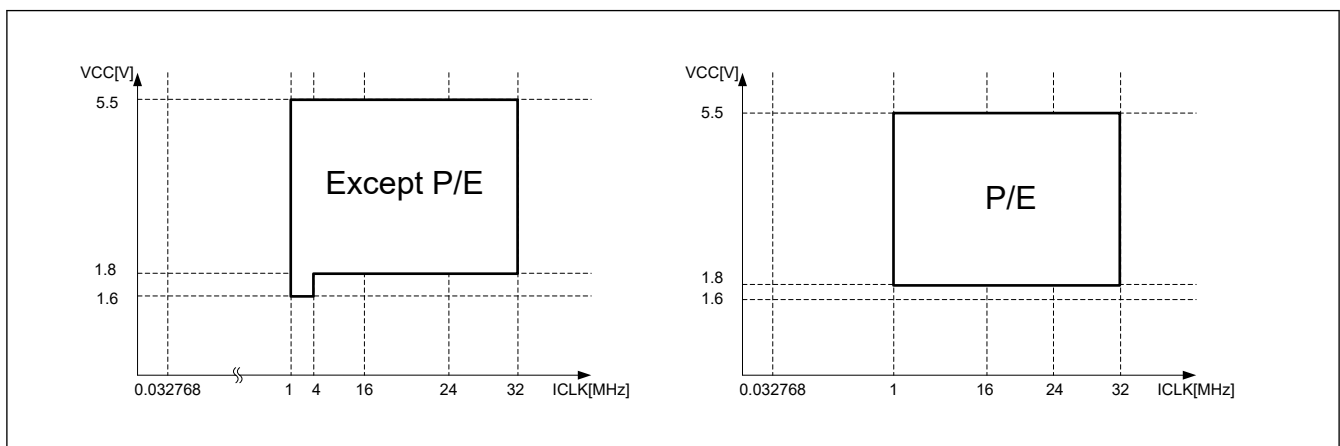 VCC[V]
5.5
Except P/E
1.8
1.6
0.032768 1 4 16 24 32 ICLK[MHz]
VCC[V]
5.5
P/E
1.8
1.6
0.032768 1 16 24 32 ICLK[MHz]